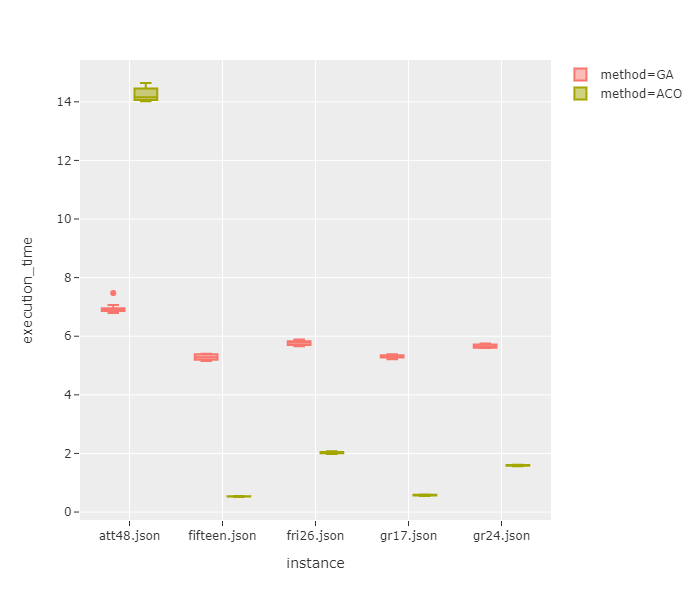 method=GA
method=ACO
execution_time
14
12
10
8
6
4
2
0
att48.json
fifteen.json
fri26.json
gr17.json
gr24.json
instance